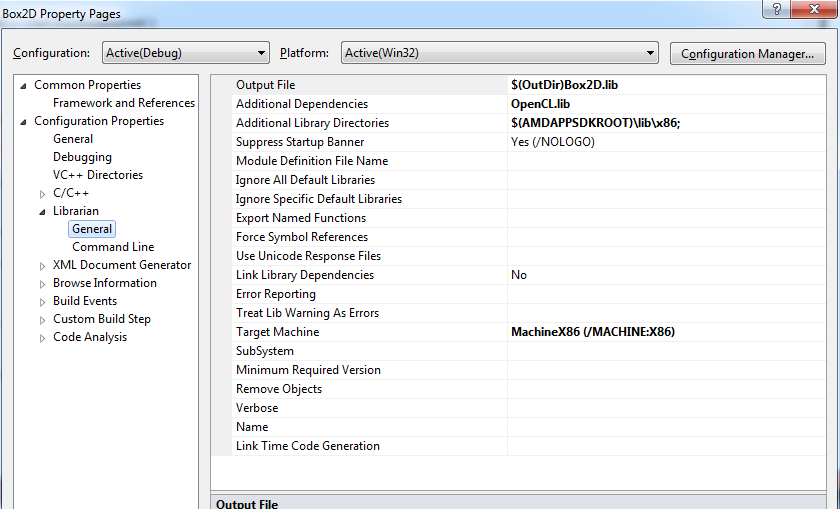 Box2D Property Pages
Configuration: Active(Debug) Platform: Active(Win32) Configuration Manager...
Common Properties
Framework and References
Configuration Properties
General
Debugging
VC++ Directories
C/C++
Librarian
General
Command Line
XML Document Generator
Browse Information
Build Events
Custom Build Step
Code Analysis
Output File $(OutDir)Box2D.lib
Additional Dependencies OpenCL.lib
Additional Library Directories $(AMDAPPSDKROOT)\lib\x86;
Suppress Startup Banner Yes (/NOLOGO)
Module Definition File Name
Ignore All Default Libraries
Ignore Specific Default Libraries
Export Named Functions
Force Symbol References
Use Unicode Response Files
Link Library Dependencies No
Error Reporting
Treat Lib Warning As Errors
Target Machine MachineX86 (/MACHINE:X86)
SubSystem
Minimum Required Version
Remove Objects
Verbose
Name
Link Time Code Generation
Output File